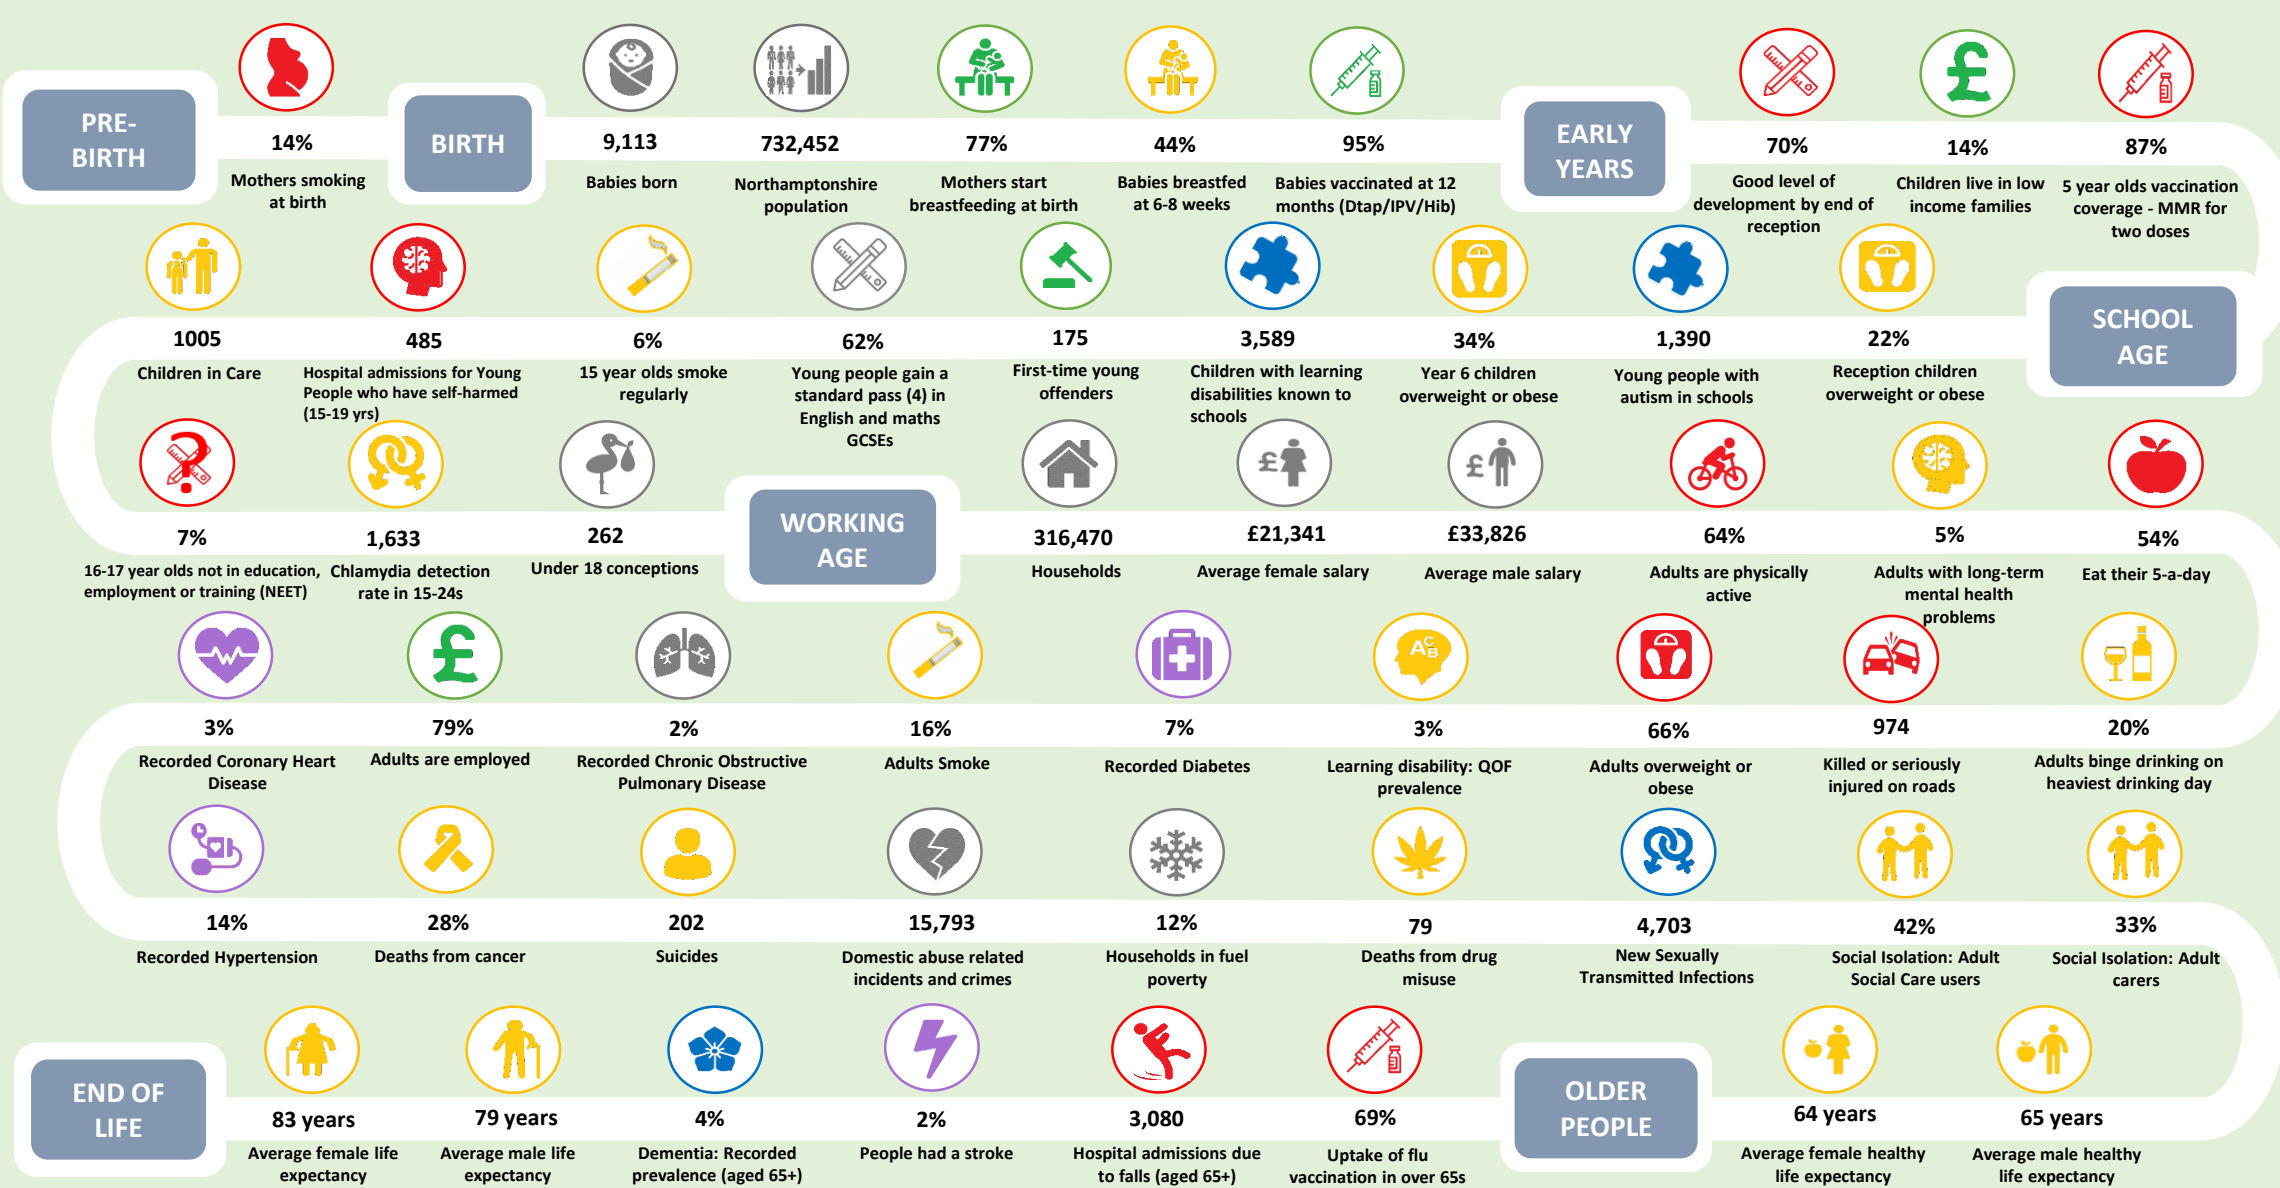 PRE-
BIRTH
14%
Mothers smoking
at birth
BIRTH
9,113
Babies born
732,452
Northamptonshire
population
77%
Mothers start
breastfeeding at birth
44%
Babies breastfed
at 6-8 weeks
95%
Babies vaccinated at 12
months (Dtap/IPV/Hib)
EARLY
YEARS
70%
Good level of
development by end of
reception
14%
Children live in low
income families
87%
5 year olds vaccination
coverage - MMR for
two doses
1005
Children in Care
485
Hospital admissions for Young
People who have self-harmed
(15-19 yrs)
6%
15 year olds smoke
regularly
62%
Young people gain a
standard pass (4) in
English and maths
GCSEs
175
First-time young
offenders
3,589
Children with learning
disabilities known to
schools
34%
Year 6 children
overweight or obese
1,390
Young people with
autism in schools
22%
Reception children
overweight or obese
SCHOOL
AGE
?
7%
16-17 year olds not in education,
employment or training (NEET)
1,633
Chlamydia detection
rate in 15-24s
262
Under 18 conceptions
WORKING
AGE
316,470
Households
£
£21,341
Average female salary
£
£33,826
Average male salary
64%
Adults are physically
active
5%
Adults with long-term
mental health
problems
54%
Eat their 5-a-day
3%
Recorded Coronary Heart
Disease
£
79%
Adults are employed
2%
Recorded Chronic Obstructive
Pulmonary Disease
16%
Adults Smoke
7%
Recorded Diabetes
A C
B
3%
Learning disability: QOF
prevalence
66%
Adults overweight or
obese
974
Killed or seriously
injured on roads
20%
Adults binge drinking on
heaviest drinking day
14%
Recorded Hypertension
28%
Deaths from cancer
202
Suicides
15,793
Domestic abuse related
incidents and crimes
12%
Households in fuel
poverty
79
Deaths from drug
misuse
4,703
New Sexually
Transmitted Infections
42%
Social Isolation: Adult
Social Care users
33%
Social Isolation: Adult
carers
END OF
LIFE
83 years
Average female life
expectancy
79 years
Average male life
expectancy
4%
Dementia: Recorded
prevalence (aged 65+)
2%
People had a stroke
3,080
Hospital admissions due
to falls (aged 65+)
69%
Uptake of flu
vaccination in over 65s
OLDER
PEOPLE
64 years
Average female healthy
life expectancy
65 years
Average male healthy
life expectancy